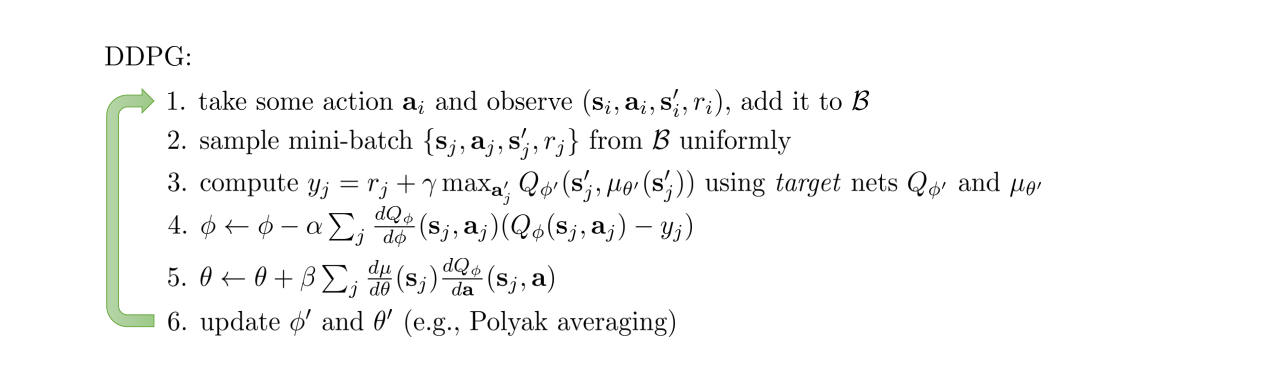 DDPG:
1. take some action $\mathbf{a}_i$ and observe $(\mathbf{s}_i, \mathbf{a}_i, \mathbf{s}'_i, r_i)$, add it to $\mathcal{B}$
2. sample mini-batch $\{\mathbf{s}_j, \mathbf{a}_j, \mathbf{s}'_j, r_j\}$ from $\mathcal{B}$ uniformly
3. compute $y_j = r_j + \gamma \max_{\mathbf{a}'_j} Q_{\phi'}(\mathbf{s}'_j, \mu_{\theta'}(\mathbf{s}'_j))$ using target nets $Q_{\phi'}$ and $\mu_{\theta'}$
4. $\phi \leftarrow \phi - \alpha \sum_j \frac{dQ_\phi}{d\phi}(\mathbf{s}_j, \mathbf{a}_j)(Q_\phi(\mathbf{s}_j, \mathbf{a}_j) - y_j)$
5. $\theta \leftarrow \theta + \beta \sum_j \frac{d\mu}{d\theta}(\mathbf{s}_j) \frac{dQ_\phi}{d\mathbf{a}}(\mathbf{s}_j, \mathbf{a})$
6. update $\phi'$ and $\theta'$ (e.g., Polyak averaging)